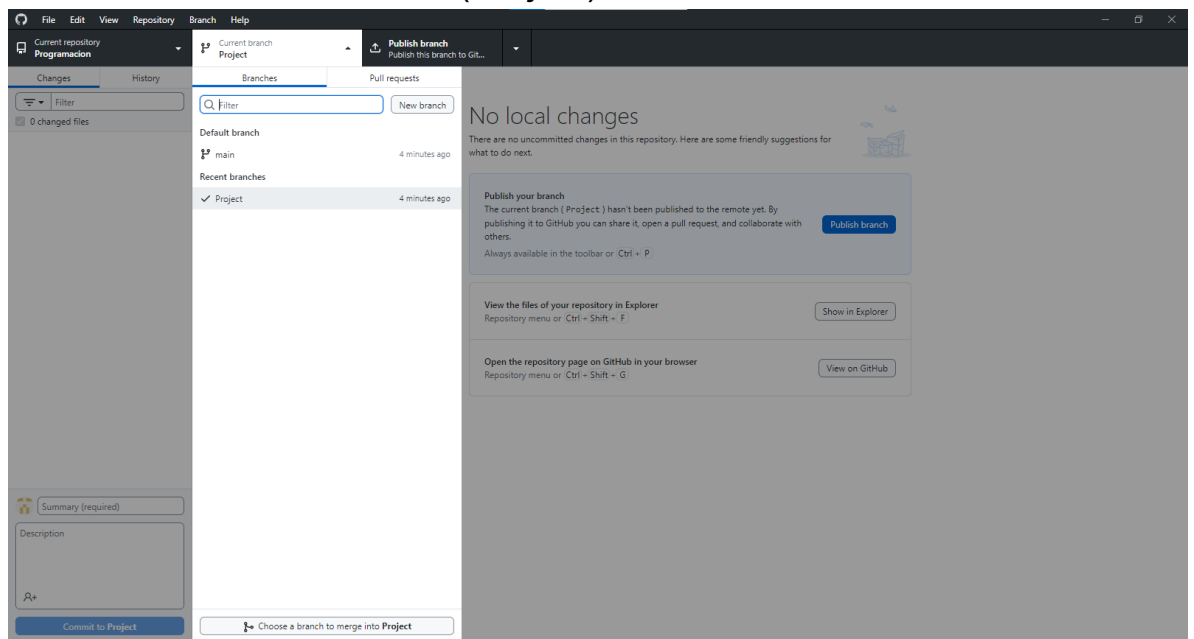 File Edit View Repository Branch Help
Current repository
Programacion
Current branch
Project
Publish branch
Publish this branch to Git...
Changes History
Filter
0 changed files
Branches Pull requests
Filter
New branch
Default branch
main 4 minutes ago
Recent branches
Project 4 minutes ago
Choose a branch to merge into Project
No local changes
There are no uncommitted changes in this repository. Here are some friendly suggestions for
what to do next.
Publish your branch
The current branch ( Project ) hasn't been published to the remote yet. By
publishing it to GitHub you can share it, open a pull request, and collaborate with
others.
Always available in the toolbar or Ctrl + P
Publish branch
View the files of your repository in Explorer
Repository menu or Ctrl + Shift + F
Show in Explorer
Open the repository page on GitHub in your browser
Repository menu or Ctrl + Shift + G
View on GitHub
Summary (required)
Description
Commit to Project